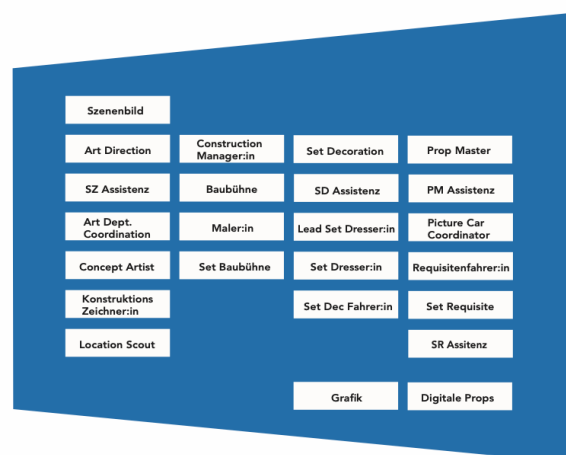 Szenenbild
Art Direction
Construction
Manager:in
Set Decoration
Prop Master
SZ Assistenz
Baubühne
SD Assistenz
PM Assistenz
Art Dept.
Coordination
Maler:in
Lead Set Dresser:in
Picture Car
Coordinator
Concept Artist
Set Baubühne
Set Dresser:in
Requisitenfahrer:in
Konstruktions
Zeichner:in
Set Dec Fahrer:in
Set Requisite
Location Scout
SR Assitenz
Grafik
Digitale Props